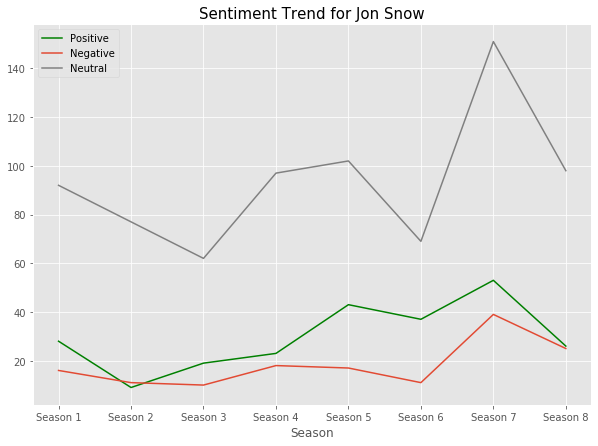 Sentiment Trend for Jon Snow
Positive
Negative
Neutral
140
120
100
80
60
40
20
Season 1 Season 2 Season 3 Season 4 Season 5 Season 6 Season 7 Season 8
Season